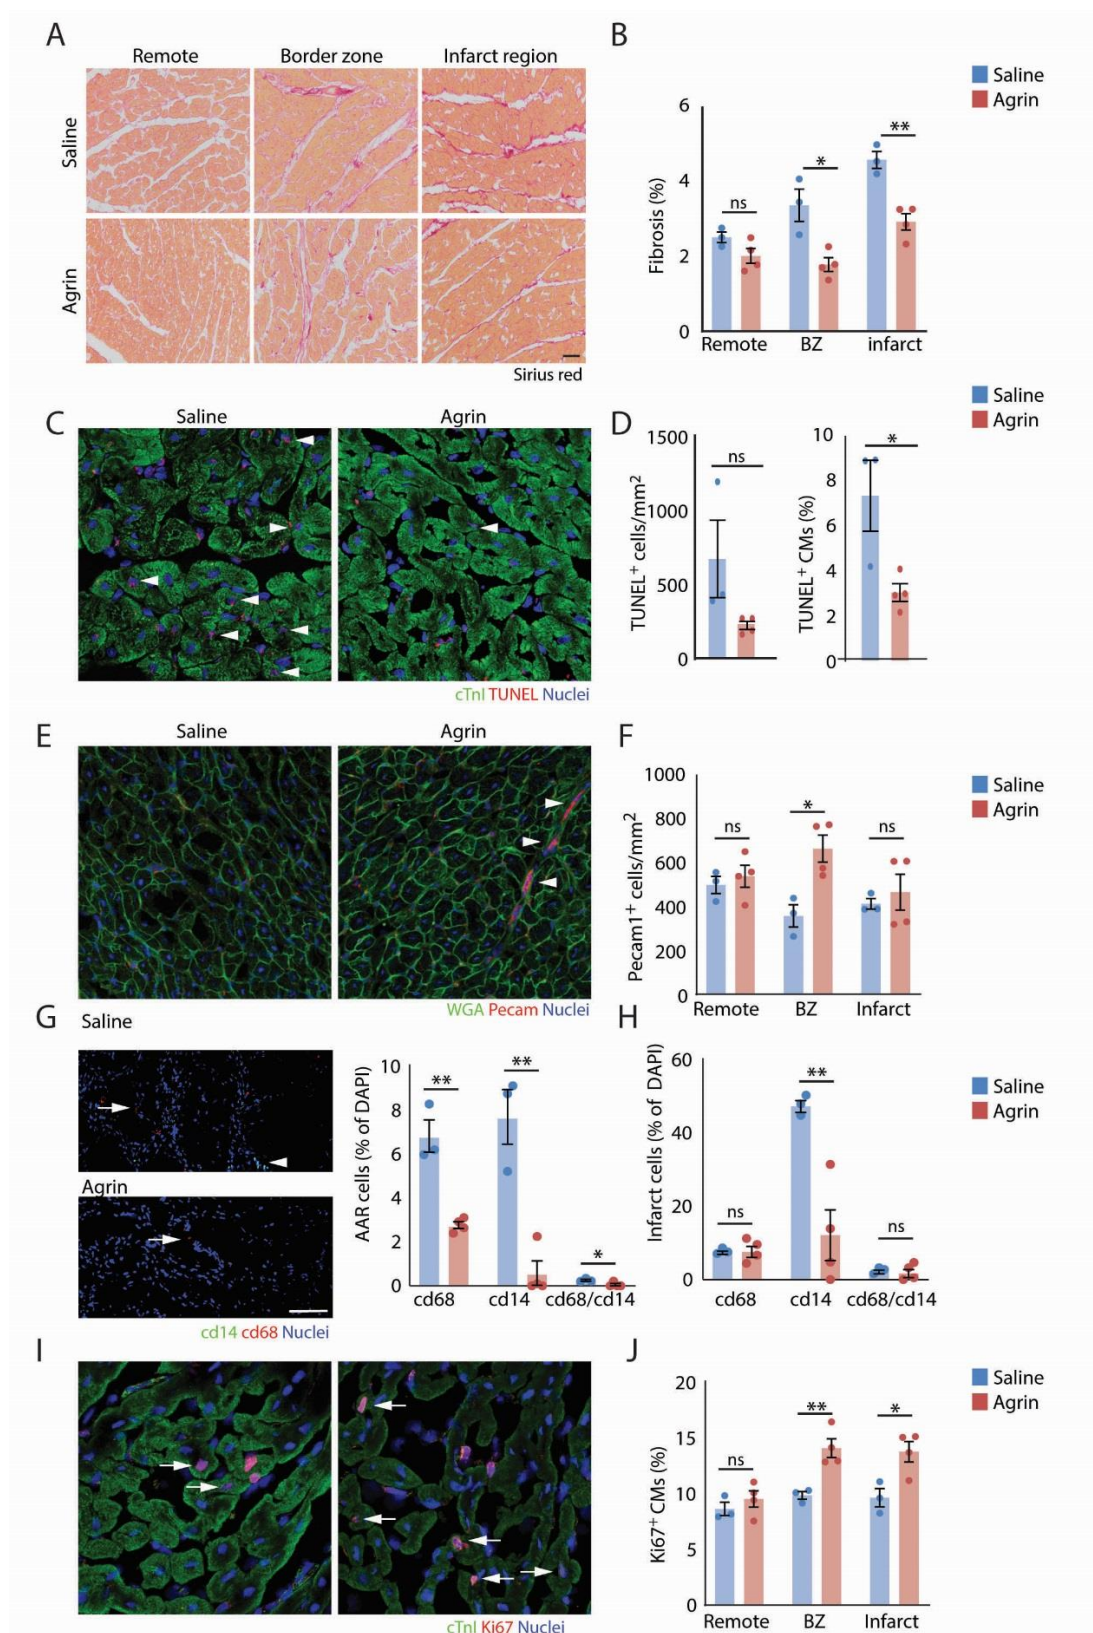 A
Remote
Border zone
Infarct region
Saline
Agrin
Sirius red
B
Saline
Agrin
6
4
2
0
Fibrosis (%)
ns
*
**
Remote
BZ
infarct
C
Saline
Agrin
cTnI TUNEL Nuclei
D
Saline
Agrin
1500
1000
500
0
TUNEL+ cells/mm2
ns
10
8
6
4
2
0
TUNEL+ CMs (%)
*
E
Saline
Agrin
WGA Pecam Nuclei
F
Saline
Agrin
1000
800
600
400
200
0
Pecam1+ cells/mm2
ns
*
ns
Remote
BZ
Infarct
G
Saline
Agrin
cd14 cd68 Nuclei
10
8
6
4
2
0
AAR cells (% of DAPI)
**
**
*
cd68
cd14
cd68/cd14
H
Saline
Agrin
60
40
20
0
Infarct cells (% of DAPI)
ns
**
ns
cd68
cd14
cd68/cd14
I
cTnI Ki67 Nuclei
J
Saline
Agrin
20
15
10
5
0
Ki67+ CMs (%)
ns
**
*
Remote
BZ
Infarct